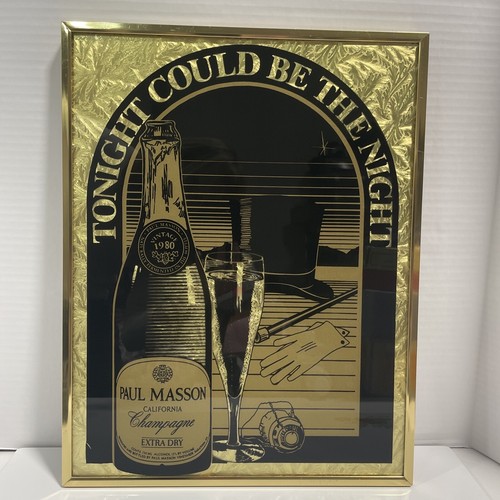 TONIGHT COULD BE THE NIGHT
VINTAGE
1980
PAUL MASSON
CALIFORNIA
Champagne
EXTRA DRY